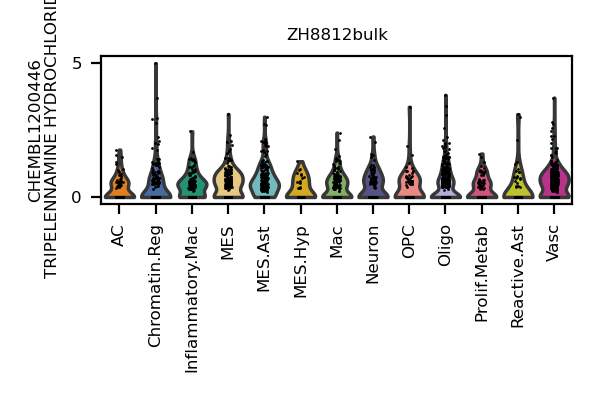 ZH8812bulk
CHEMBL1200446
TRIPELENNAMINE HYDROCHLORID
5
0
AC
Chromatin.Reg
Inflammatory.Mac
MES
MES.Ast
MES.Hyp
Mac
Neuron
OPC
Oligo
Prolif.Metab
Reactive.Ast
Vasc